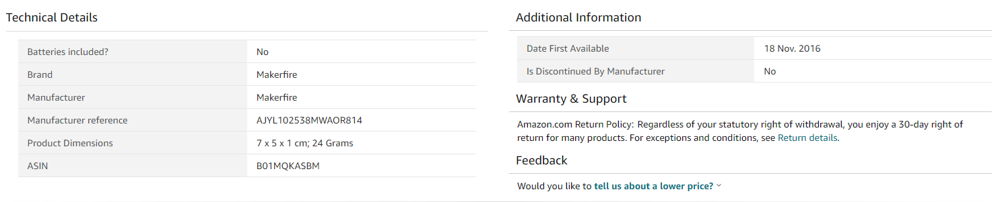 Technical Details
Batteries included? No
Brand Makerfire
Manufacturer Makerfire
Manufacturer reference AJYL102538MWAOR814
Product Dimensions 7 x 5 x 1 cm; 24 Grams
ASIN B01MQKASBM
Additional Information
Date First Available 18 Nov. 2016
Is Discontinued By Manufacturer No
Warranty & Support
Amazon.com Return Policy: Regardless of your statutory right of withdrawal, you enjoy a 30-day right of
return for many products. For exceptions and conditions, see Return details.
Feedback
Would you like to tell us about a lower price?